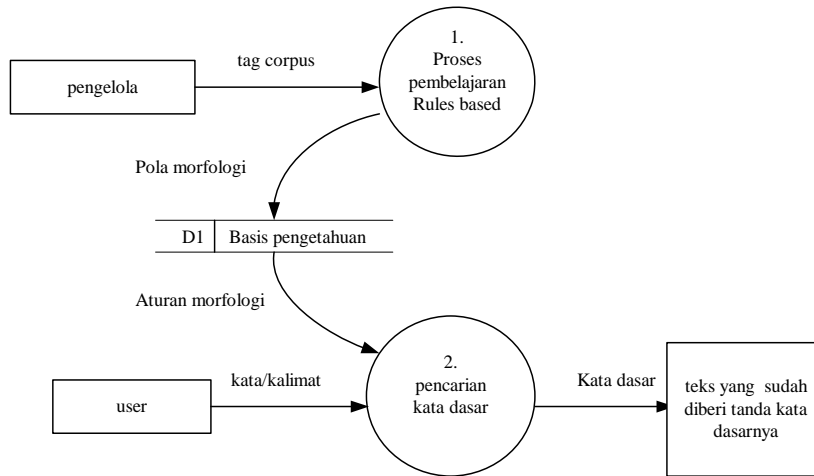 tag corpus
pengelola
1.
Proses
pembelajaran
Rules based
Pola morfologi
D1 Basis pengetahuan
Aturan morfologi
user
kata/kalimat
2.
pencarian
kata dasar
Kata dasar
teks yang sudah
diberi tanda kata
dasarnya